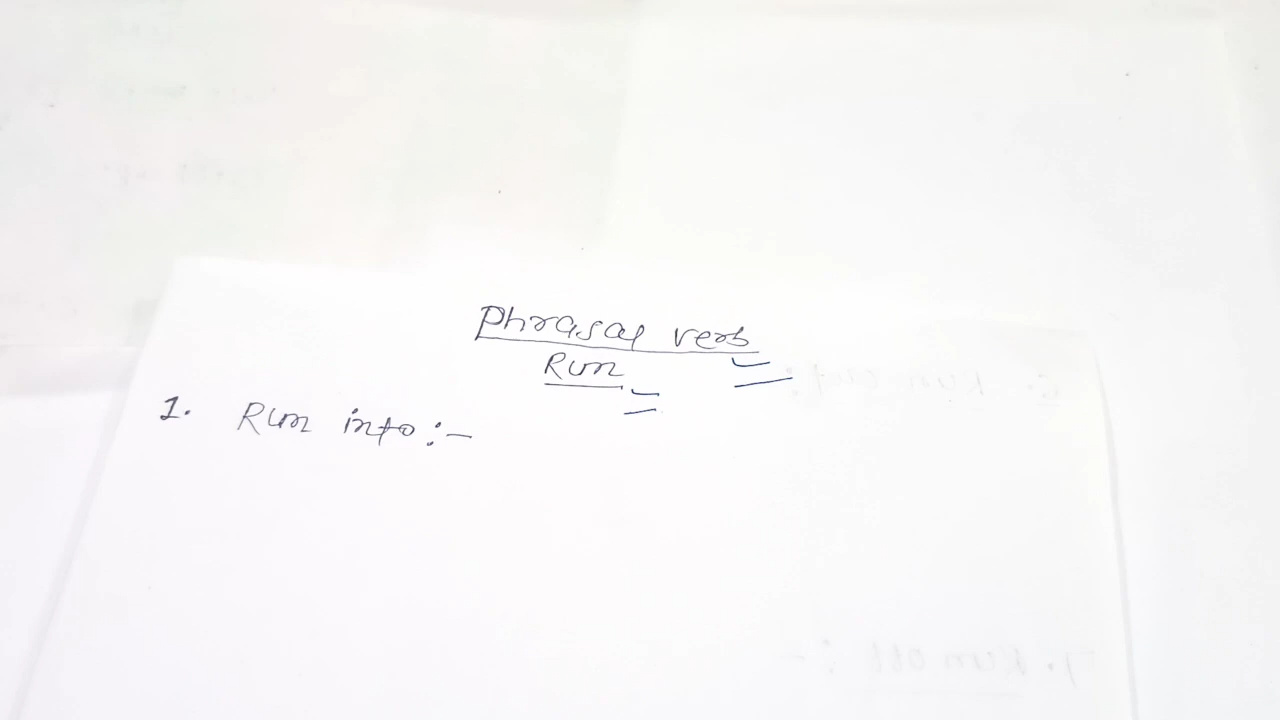 Phrasal verb
Run
1. Run into:-